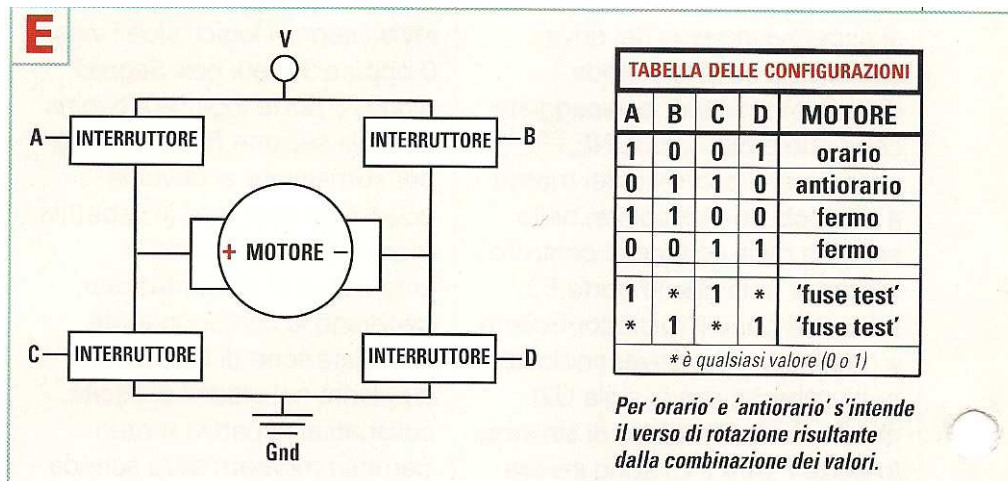 E
V
A
INTERRUTTORE
INTERRUTTORE
B
+ MOTORE –
C
INTERRUTTORE
INTERRUTTORE
D
Gnd
TABELLA DELLE CONFIGURAZIONI
A B C D MOTORE
1 0 0 1 orario
0 1 1 0 antiorario
1 1 0 0 fermo
0 0 1 1 fermo
1 * 1 * 'fuse test'
* 1 * 1 'fuse test'
* è qualsiasi valore (0 o 1)
Per 'orario' e 'antiorario' s'intende
il verso di rotazione risultante
dalla combinazione dei valori.